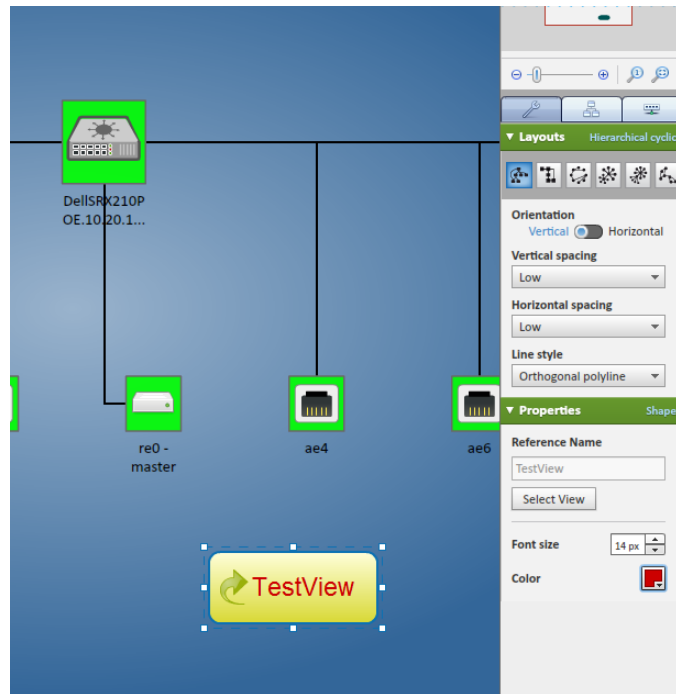 DellSRX210P
OE.10.20.1...
re0 -
master
ae4
ae6
TestView
Layouts
Hierarchical cyclic
Orientation
Vertical
Horizontal
Vertical spacing
Low
Horizontal spacing
Low
Line style
Orthogonal polyline
Properties
Shape
Reference Name
TestView
Select View
Font size
14 px
Color